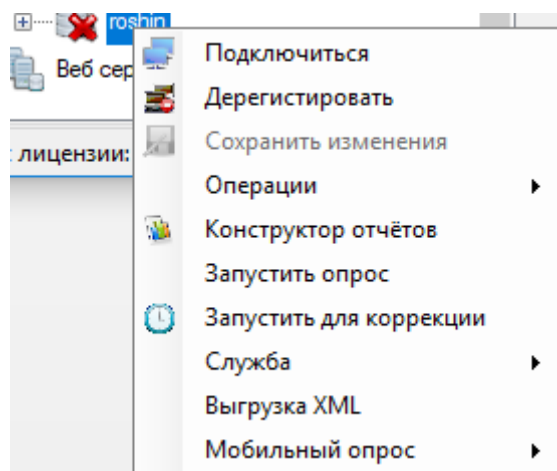 roshin
Подключиться
Веб сер
Дерегистировать
Сохранить изменения
лицензии:
Операции
Конструктор отчётов
Запустить опрос
Запустить для коррекции
Служба
Выгрузка XML
Мобильный опрос